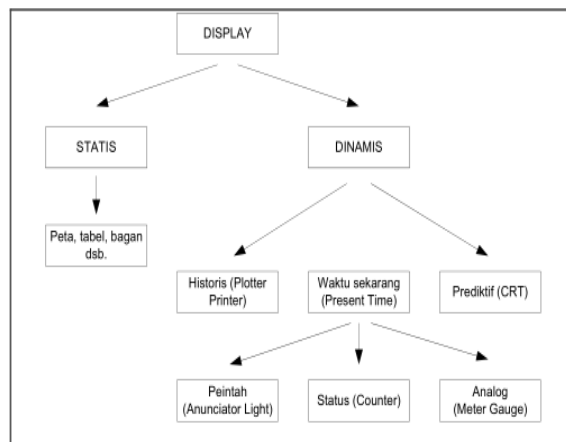 DISPLAY
STATIS
DINAMIS
Peta, tabel, bagan
dsb.
Historis (Plotter
Printer)
Waktu sekarang
(Present Time)
Prediktif (CRT)
Peintah
(Anunciator Light)
Status (Counter)
Analog
(Meter Gauge)